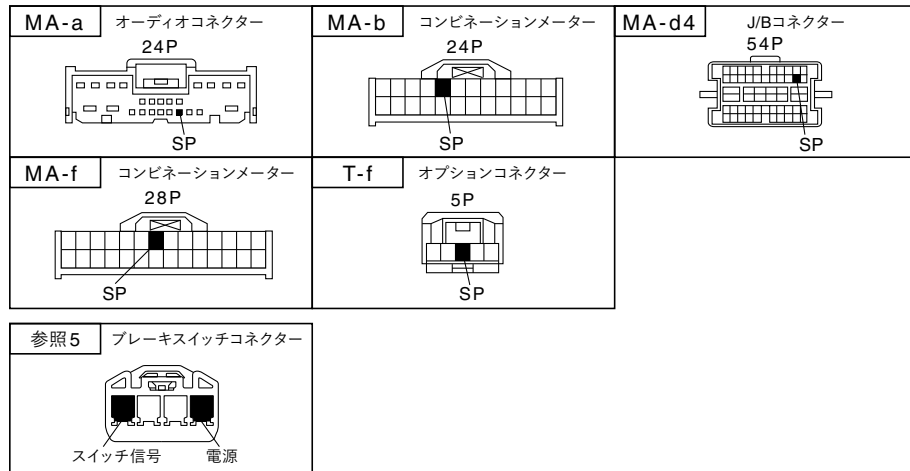 MA-a オーディオコネクター
24P
SP
MA-b コンビネーションメーター
24P
SP
MA-d4 J/Bコネクター
54P
SP
MA-f コンビネーションメーター
28P
SP
T-f オプションコネクター
5P
SP
参照5 ブレーキスイッチコネクター
スイッチ信号 電源